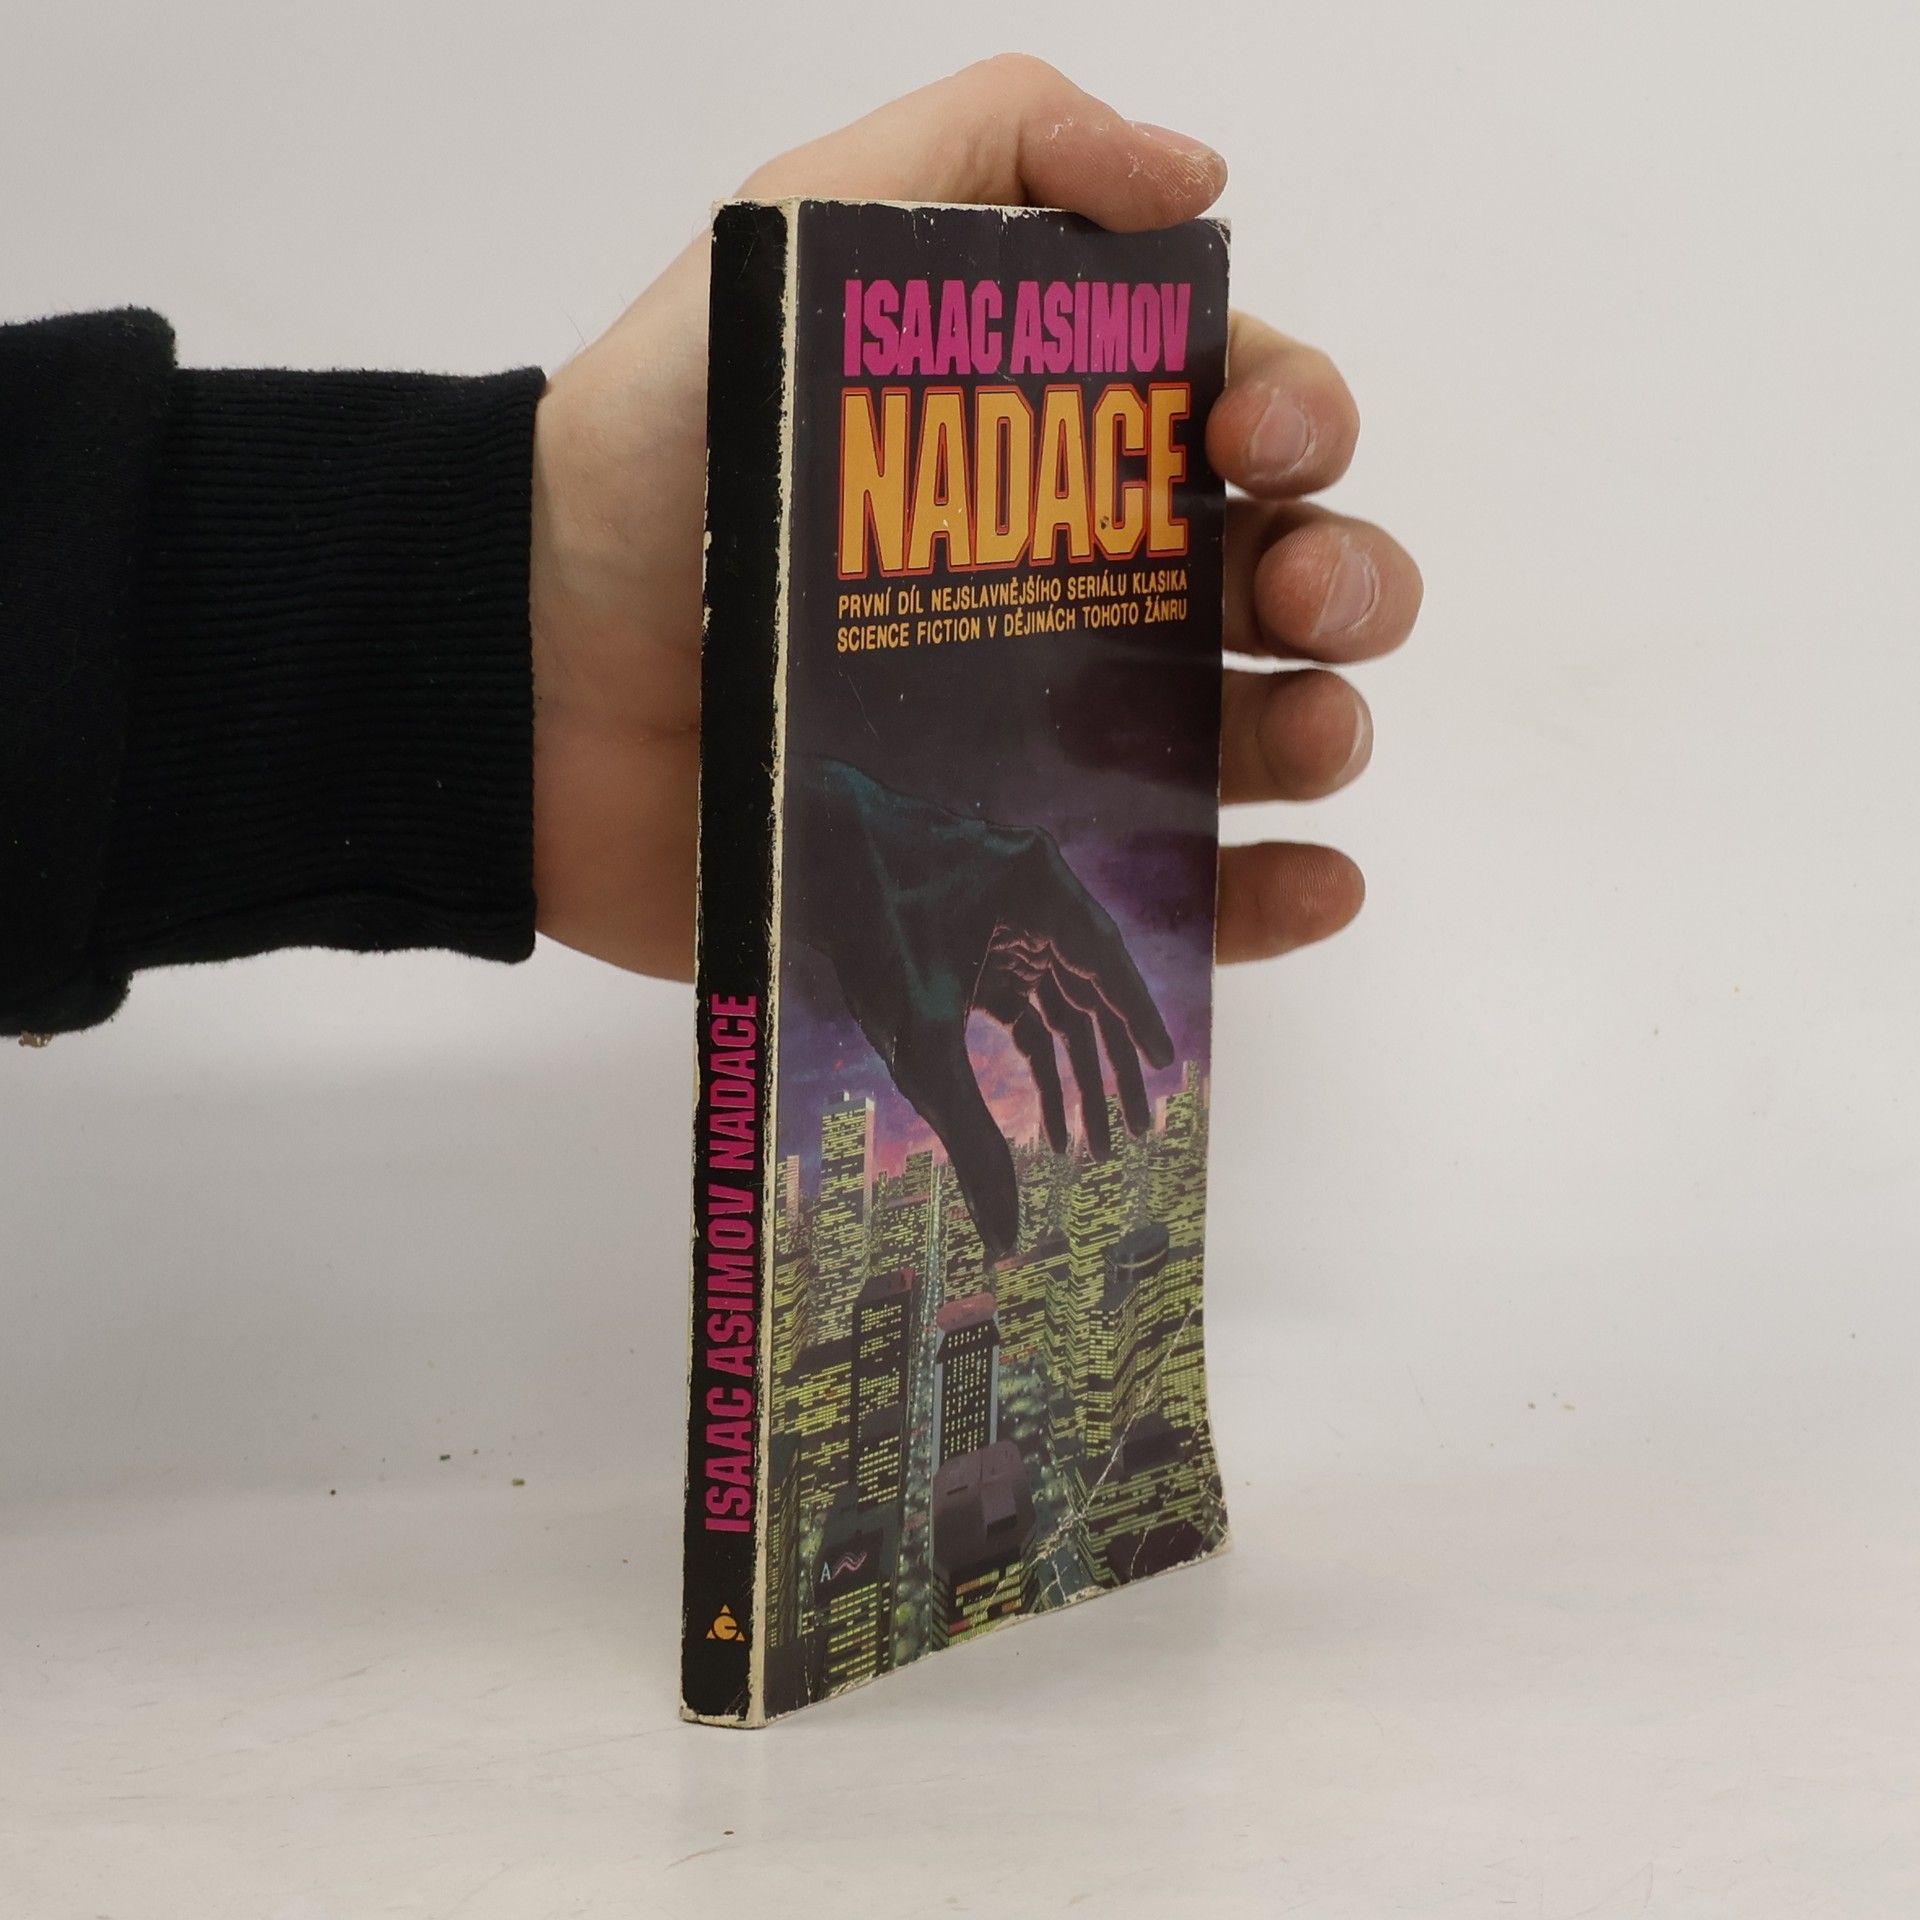 ISAAC ASIMOV
NADACE
PRVNÍ DÍL NEJSLAVNĚJŠÍHO SERIÁLU KLASIKA
SCIENCE FICTION V DĚJINÁCH TOHOTO ŽÁNRU
ISAAC ASIMOV NADACE
A